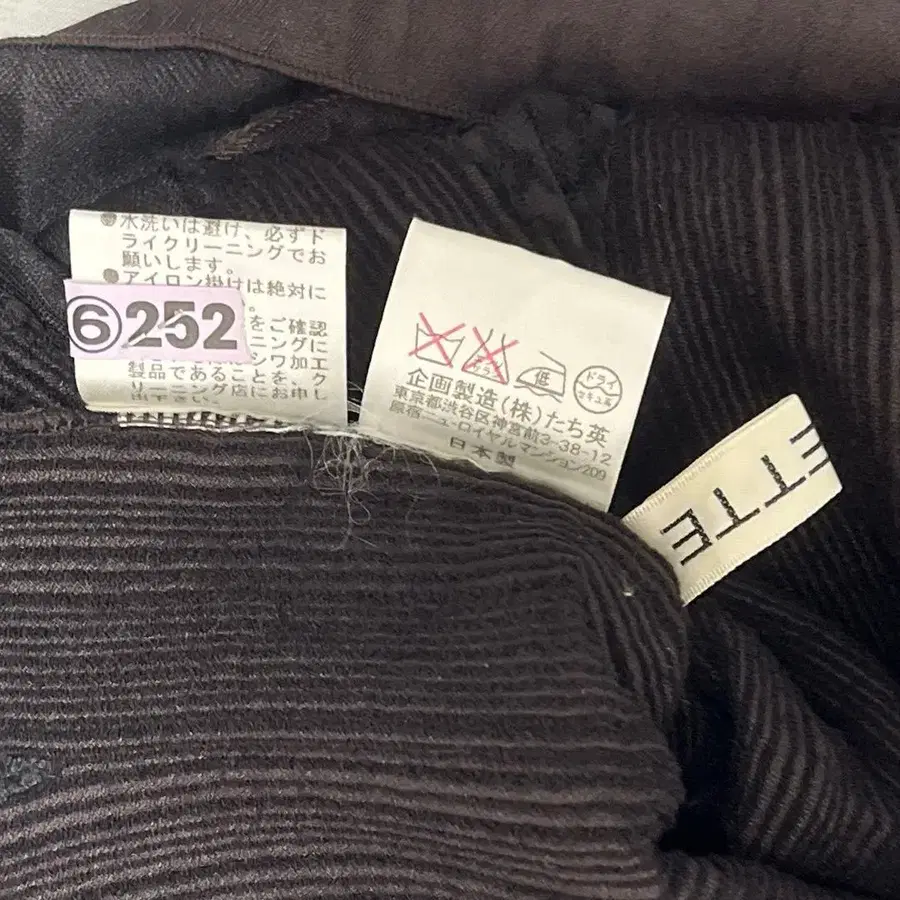 ●水洗いは避け、必ずド
ライクリーニングでお
願いします。
●アイロン掛けは絶対に
⑥252
をご確認
ニングに
シワ加工
製品であることを、ク
リーニング店にお申し
低
ドライ
セキユ系
企画製造(株)たち英
東京都渋谷区神宮前3-38-12
原宿ニューロイヤルマンション209
日本製
ETTE